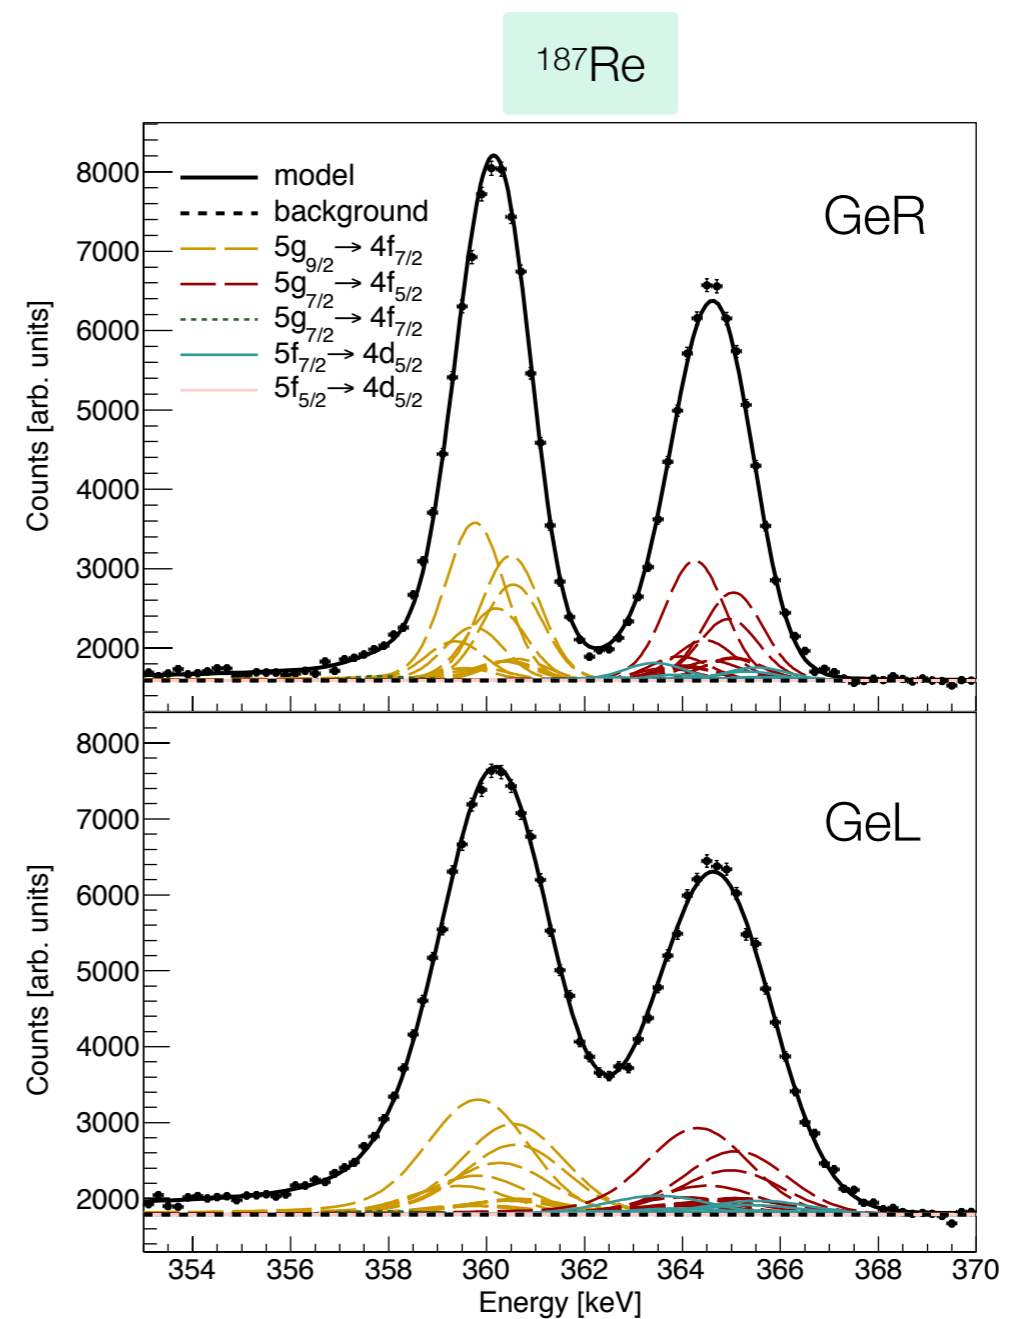 ¹⁸⁷Re
GeR
model
background
5g₉/₂→ 4f₇/₂
5g₇/₂→ 4f₅/₂
5g₇/₂→ 4f₇/₂
5f₇/₂→ 4d₅/₂
5f₅/₂→ 4d₅/₂
8000
7000
6000
5000
4000
3000
2000
Counts [arb. units]
GeL
8000
7000
6000
5000
4000
3000
2000
Counts [arb. units]
354 356 358 360 362 364 366 368 370
Energy [keV]